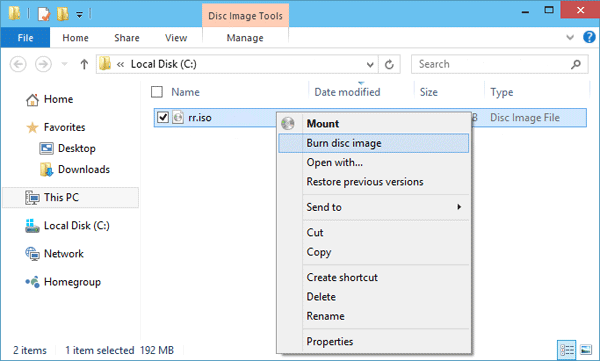 Disc Image Tools
File
Home
Share
View
Manage
« Local Disk (C:)
Search
Name
Date modified
Size
Type
Home
Favorites
Desktop
Downloads
This PC
Local Disk (C:)
Network
Homegroup
rr.iso
B
Disc Image File
Mount
Burn disc image
Open with...
Restore previous versions
Send to
Cut
Copy
Create shortcut
Delete
Rename
Properties
2 items
1 item selected 192 MB